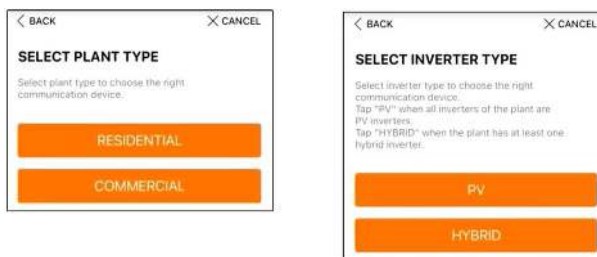 < BACK
X CANCEL
SELECT PLANT TYPE
Select plant type to choose the right
communication device.
RESIDENTIAL
COMMERCIAL
< BACK
X CANCEL
SELECT INVERTER TYPE
Select inverter type to choose the right
communication device.
Tap "PV" when all inverters of the plant are
PV inverters.
Tap "HYBRID" when the plant has at least one
hybrid inverter.
PV
HYBRID